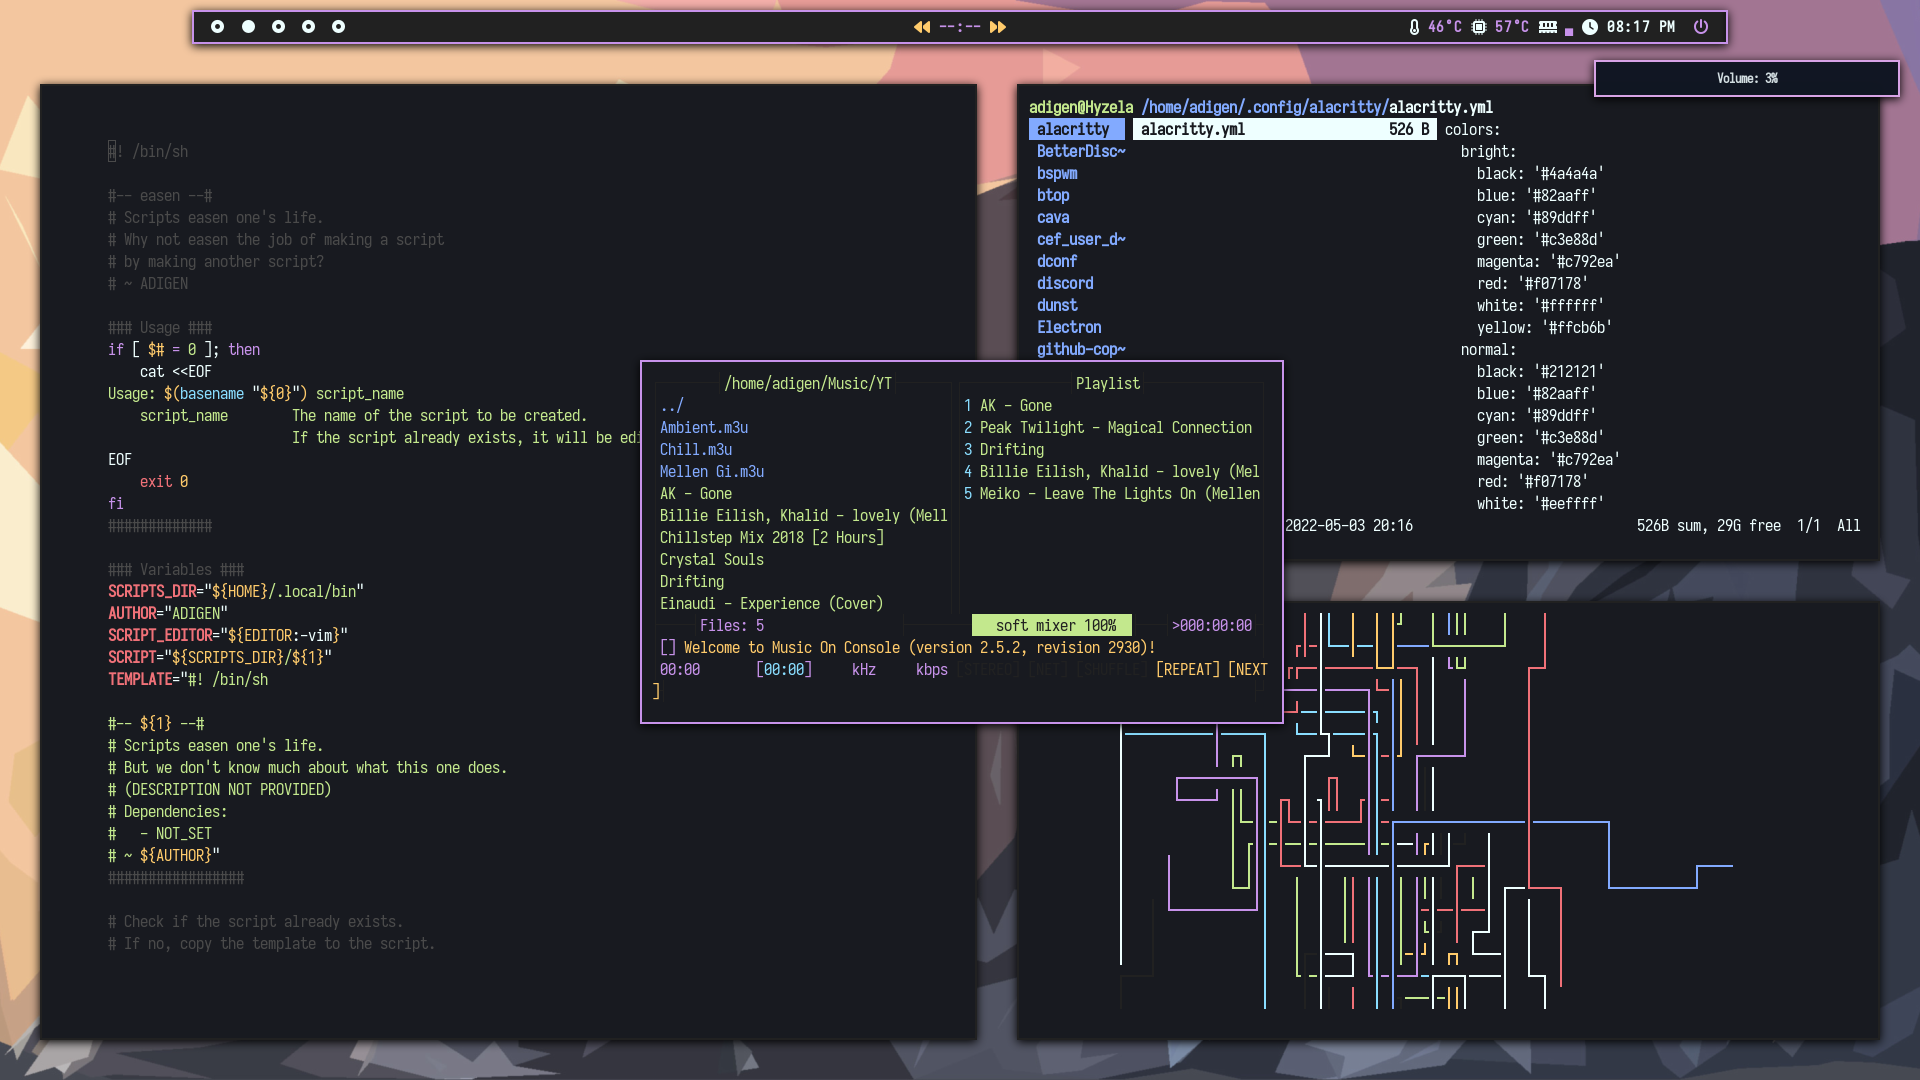 --:--
46°C 57°C 08:17 PM
Volume: 3%
#! /bin/sh
#-- easen --#
# Scripts easen one's life.
# Why not easen the job of making a script
# by making another script?
# ~ ADIGEN
### Usage ###
if [ $# = 0 ]; then
cat <<EOF
Usage: $(basename "${0}") script_name
script_name The name of the script to be created.
If the script already exists, it will be edi
EOF
exit 0
fi
#############
### Variables ###
SCRIPTS_DIR="${HOME}/.local/bin"
AUTHOR="ADIGEN"
SCRIPT_EDITOR="${EDITOR:-vim}"
SCRIPT="${SCRIPTS_DIR}/${1}"
TEMPLATE="#! /bin/sh
#-- ${1} --#
# Scripts easen one's life.
# But we don't know much about what this one does.
# (DESCRIPTION NOT PROVIDED)
# Dependencies:
#   - NOT_SET
# ~ ${AUTHOR}"
#################
# Check if the script already exists.
# If no, copy the template to the script.
adigen@Hyzela /home/adigen/.config/alacritty/alacritty.yml
alacritty
BetterDisc~
bspwm
btop
cava
cef_user_d~
dconf
discord
dunst
Electron
github-cop~
alacritty.yml 526 B
colors:
bright:
black: '#4a4a4a'
blue: '#82aaff'
cyan: '#89ddff'
green: '#c3e88d'
magenta: '#c792ea'
red: '#f07178'
white: '#ffffff'
yellow: '#ffcb6b'
normal:
black: '#212121'
blue: '#82aaff'
cyan: '#89ddff'
green: '#c3e88d'
magenta: '#c792ea'
red: '#f07178'
white: '#eeffff'
2022-05-03 20:16 526B sum, 29G free 1/1 All
/home/adigen/Music/YT
../
Ambient.m3u
Chill.m3u
Mellen Gi.m3u
AK - Gone
Billie Eilish, Khalid - lovely (Mell
Chillstep Mix 2018 [2 Hours]
Crystal Souls
Drifting
Einaudi - Experience (Cover)
Playlist
1 AK - Gone
2 Peak Twilight - Magical Connection
3 Drifting
4 Billie Eilish, Khalid - lovely (Mel
5 Meiko - Leave The Lights On (Mellen
Files: 5 soft mixer 100% >000:00:00
[] Welcome to Music On Console (version 2.5.2, revision 2930)!
00:00 [00:00] kHz kbps [STEREO] [NET] [SHUFFLE] [REPEAT] [NEXT
]